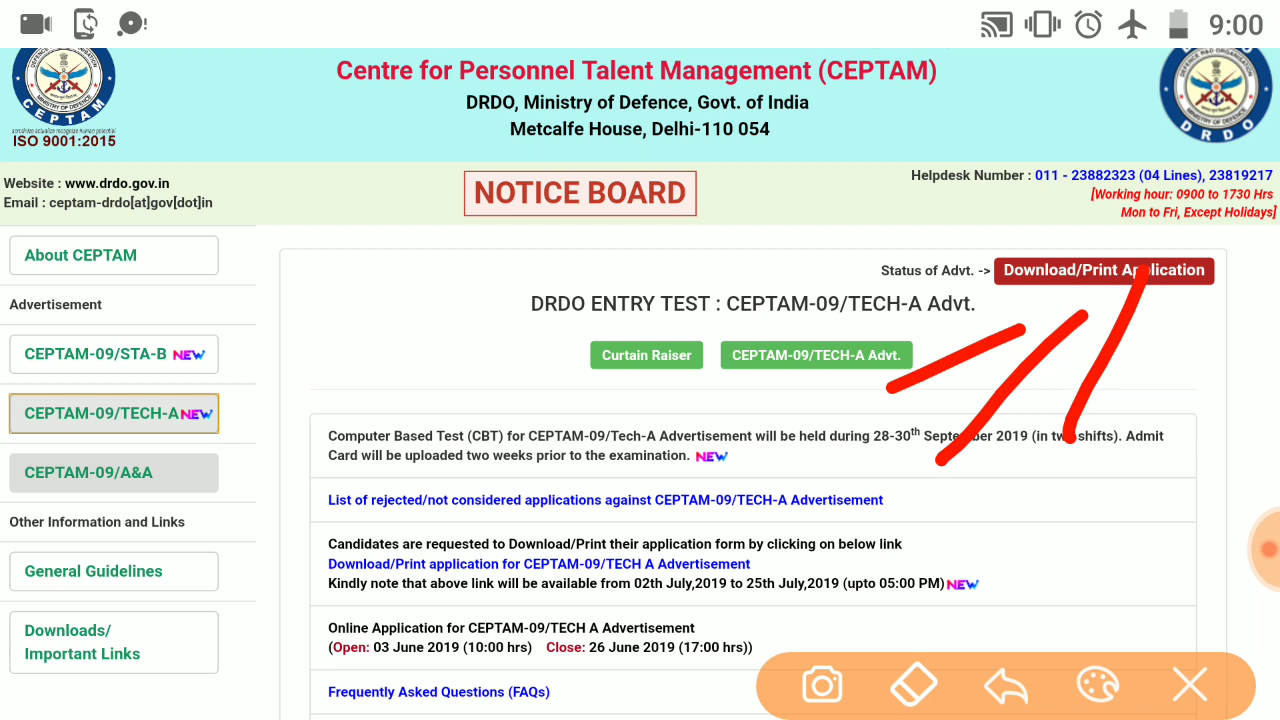 9:00
Centre for Personnel Talent Management (CEPTAM)
DRDO, Ministry of Defence, Govt. of India
Metcalfe House, Delhi-110 054
CEPTAM
ISO 9001:2015
MINISTRY OF DEFENCE
DRDO
Website : www.drdo.gov.in
Email : ceptam-drdo[at]gov[dot]in
NOTICE BOARD
Helpdesk Number : 011 - 23882323 (04 Lines), 23819217
[Working hour: 0900 to 1730 Hrs
Mon to Fri, Except Holidays]
About CEPTAM
Advertisement
CEPTAM-09/STA-B NEW
CEPTAM-09/TECH-A NEW
CEPTAM-09/A&A
Other Information and Links
General Guidelines
Downloads/
Important Links
Status of Advt. -> Download/Print Application
DRDO ENTRY TEST : CEPTAM-09/TECH-A Advt.
Curtain Raiser
CEPTAM-09/TECH-A Advt.
Computer Based Test (CBT) for CEPTAM-09/Tech-A Advertisement will be held during 28-30th September 2019 (in two shifts). Admit
Card will be uploaded two weeks prior to the examination. NEW
List of rejected/not considered applications against CEPTAM-09/TECH-A Advertisement
Candidates are requested to Download/Print their application form by clicking on below link
Download/Print application for CEPTAM-09/TECH A Advertisement
Kindly note that above link will be available from 02th July,2019 to 25th July,2019 (upto 05:00 PM) NEW
Online Application for CEPTAM-09/TECH A Advertisement
(Open: 03 June 2019 (10:00 hrs) Close: 26 June 2019 (17:00 hrs))
Frequently Asked Questions (FAQs)